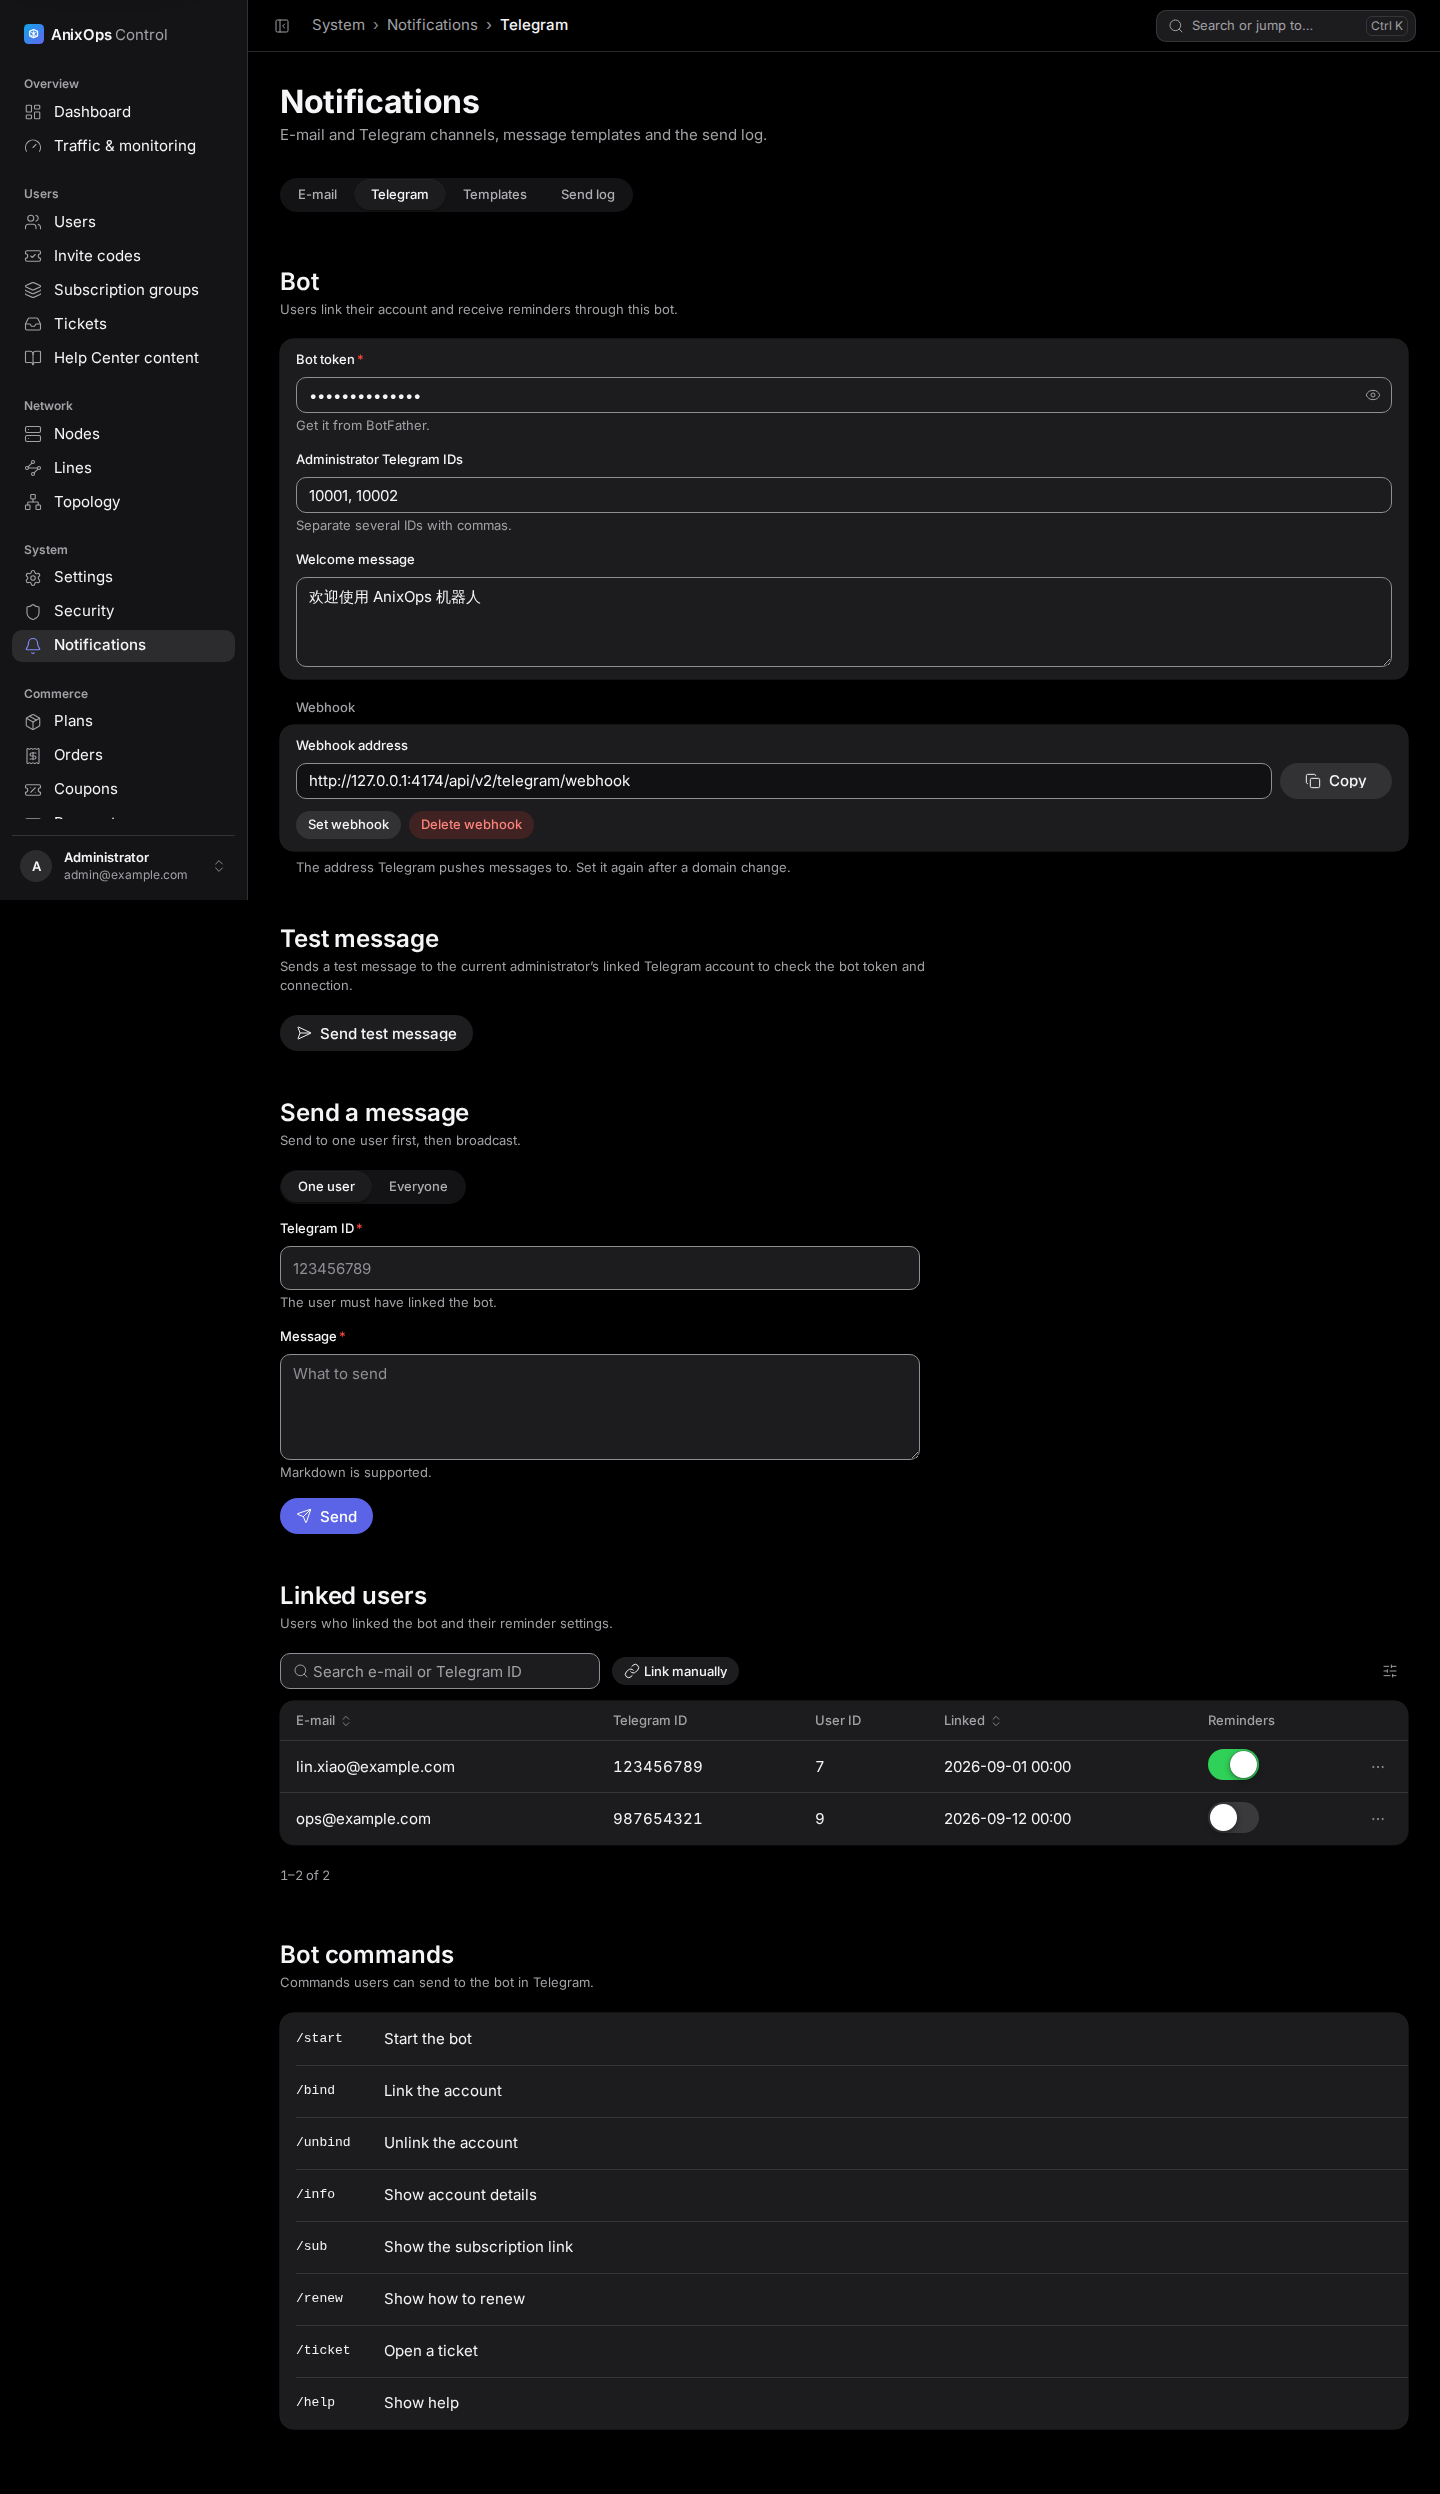 AnixOps Control
Overview
Dashboard
Traffic & monitoring
Users
Users
Invite codes
Subscription groups
Tickets
Help Center content
Network
Nodes
Lines
Topology
System
Settings
Security
Notifications
Commerce
Plans
Orders
Coupons
A
Administrator
admin@example.com
System › Notifications › Telegram
Search or jump to…
Ctrl K
Notifications
E-mail and Telegram channels, message templates and the send log.
E-mail
Telegram
Templates
Send log
Bot
Users link their account and receive reminders through this bot.
Bot token *
••••••••••••••
Get it from BotFather.
Administrator Telegram IDs
10001, 10002
Separate several IDs with commas.
Welcome message
欢迎使用 AnixOps 机器人
Webhook
Webhook address
http://127.0.0.1:4174/api/v2/telegram/webhook
Copy
Set webhook
Delete webhook
The address Telegram pushes messages to. Set it again after a domain change.
Test message
Sends a test message to the current administrator’s linked Telegram account to check the bot token and
connection.
Send test message
Send a message
Send to one user first, then broadcast.
One user
Everyone
Telegram ID *
123456789
The user must have linked the bot.
Message *
What to send
Markdown is supported.
Send
Linked users
Users who linked the bot and their reminder settings.
Search e-mail or Telegram ID
Link manually
E-mail Telegram ID User ID Linked Reminders
lin.xiao@example.com 123456789 7 2026-09-01 00:00
ops@example.com 987654321 9 2026-09-12 00:00
1–2 of 2
Bot commands
Commands users can send to the bot in Telegram.
/start Start the bot
/bind Link the account
/unbind Unlink the account
/info Show account details
/sub Show the subscription link
/renew Show how to renew
/ticket Open a ticket
/help Show help